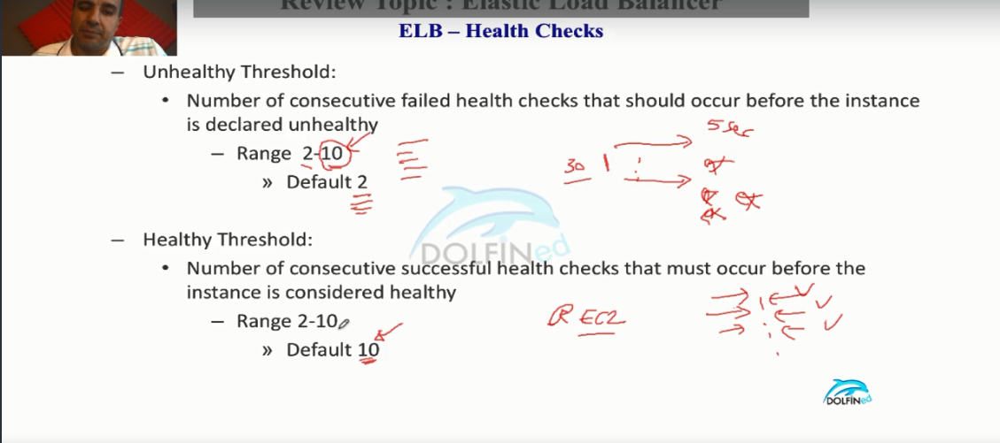 Review Topic : Elastic Load Balancer
ELB – Health Checks
– Unhealthy Threshold:
• Number of consecutive failed health checks that should occur before the instance
is declared unhealthy
5 sec
– Range 2-10
30
» Default 2
– Healthy Threshold:
DOLFINed
• Number of consecutive successful health checks that must occur before the
instance is considered healthy
– Range 2-10
EC2
» Default 10
DOLFINed